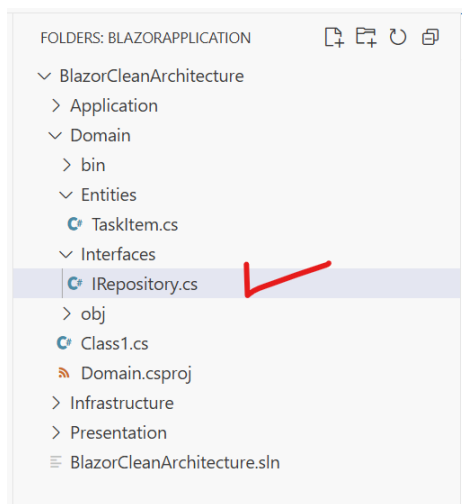 FOLDERS: BLAZORAPPLICATION
BlazorCleanArchitecture
Application
Domain
bin
Entities
C# TaskItem.cs
Interfaces
C# IRepository.cs
obj
C# Class1.cs
Domain.csproj
Infrastructure
Presentation
BlazorCleanArchitecture.sln